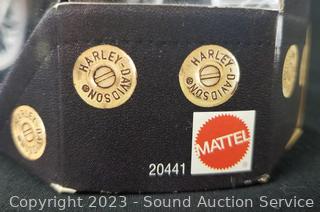 HARLEY-DAVIDSON
®
HARLEY-DAVIDSON
®
MATTEL
20441
Copyright 2023 - Sound Auction Service